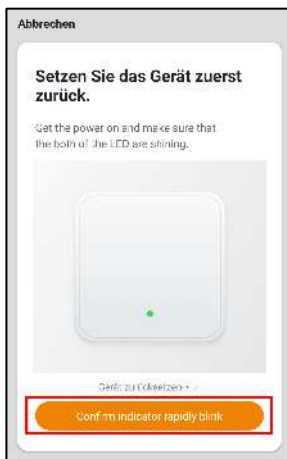 Abbrechen
Setzen Sie das Gerät zuerst
zurück.
Get the power on and make sure that
the both of the LED are shining.
Gerät zurücksetzen
Confirm indicator rapidly blink